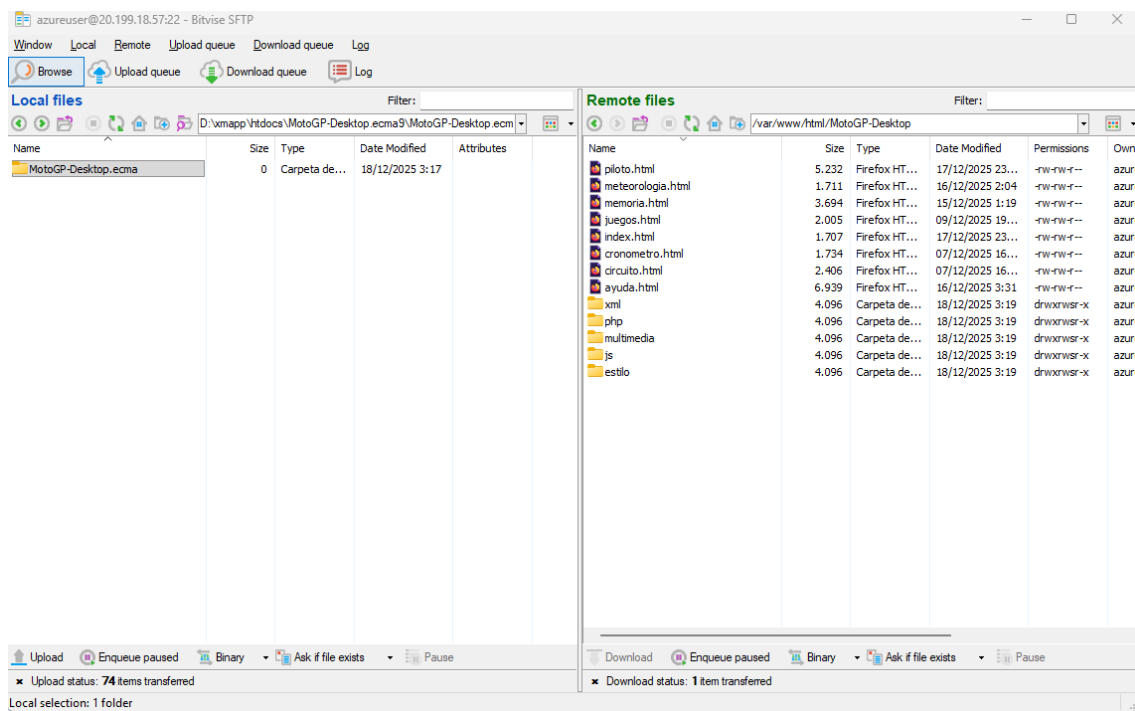 azureuser@20.199.18.57:22 - Bitvise SFTP
Window Local Remote Upload queue Download queue Log
Browse Upload queue Download queue Log
Local files Filter:
D:\xmapp\htdocs\MotoGP-Desktop.ecma9\MotoGP-Desktop.ecm
Name Size Type Date Modified Attributes
MotoGP-Desktop.ecma 0 Carpeta de... 18/12/2025 3:17
Upload Enqueue paused Binary Ask if file exists Pause
Upload status: 74 items transferred
Local selection: 1 folder
Remote files Filter:
/var/www/html/MotoGP-Desktop
Name Size Type Date Modified Permissions Own
piloto.html 5.232 Firefox HT... 17/12/2025 23... -rw-rw-r-- azur
meteorologia.html 1.711 Firefox HT... 16/12/2025 2:04 -rw-rw-r-- azur
memoria.html 3.694 Firefox HT... 15/12/2025 1:19 -rw-rw-r-- azur
juegos.html 2.005 Firefox HT... 09/12/2025 19... -rw-rw-r-- azur
index.html 1.707 Firefox HT... 17/12/2025 23... -rw-rw-r-- azur
cronometro.html 1.734 Firefox HT... 07/12/2025 16... -rw-rw-r-- azur
circuito.html 2.406 Firefox HT... 07/12/2025 16... -rw-rw-r-- azur
ayuda.html 6.939 Firefox HT... 16/12/2025 3:31 -rw-rw-r-- azur
xml 4.096 Carpeta de... 18/12/2025 3:19 drwxrwsr-x azur
php 4.096 Carpeta de... 18/12/2025 3:19 drwxrwsr-x azur
multimedia 4.096 Carpeta de... 18/12/2025 3:19 drwxrwsr-x azur
js 4.096 Carpeta de... 18/12/2025 3:19 drwxrwsr-x azur
estilo 4.096 Carpeta de... 18/12/2025 3:19 drwxrwsr-x azur
Download Enqueue paused Binary Ask if file exists Pause
Download status: 1 item transferred